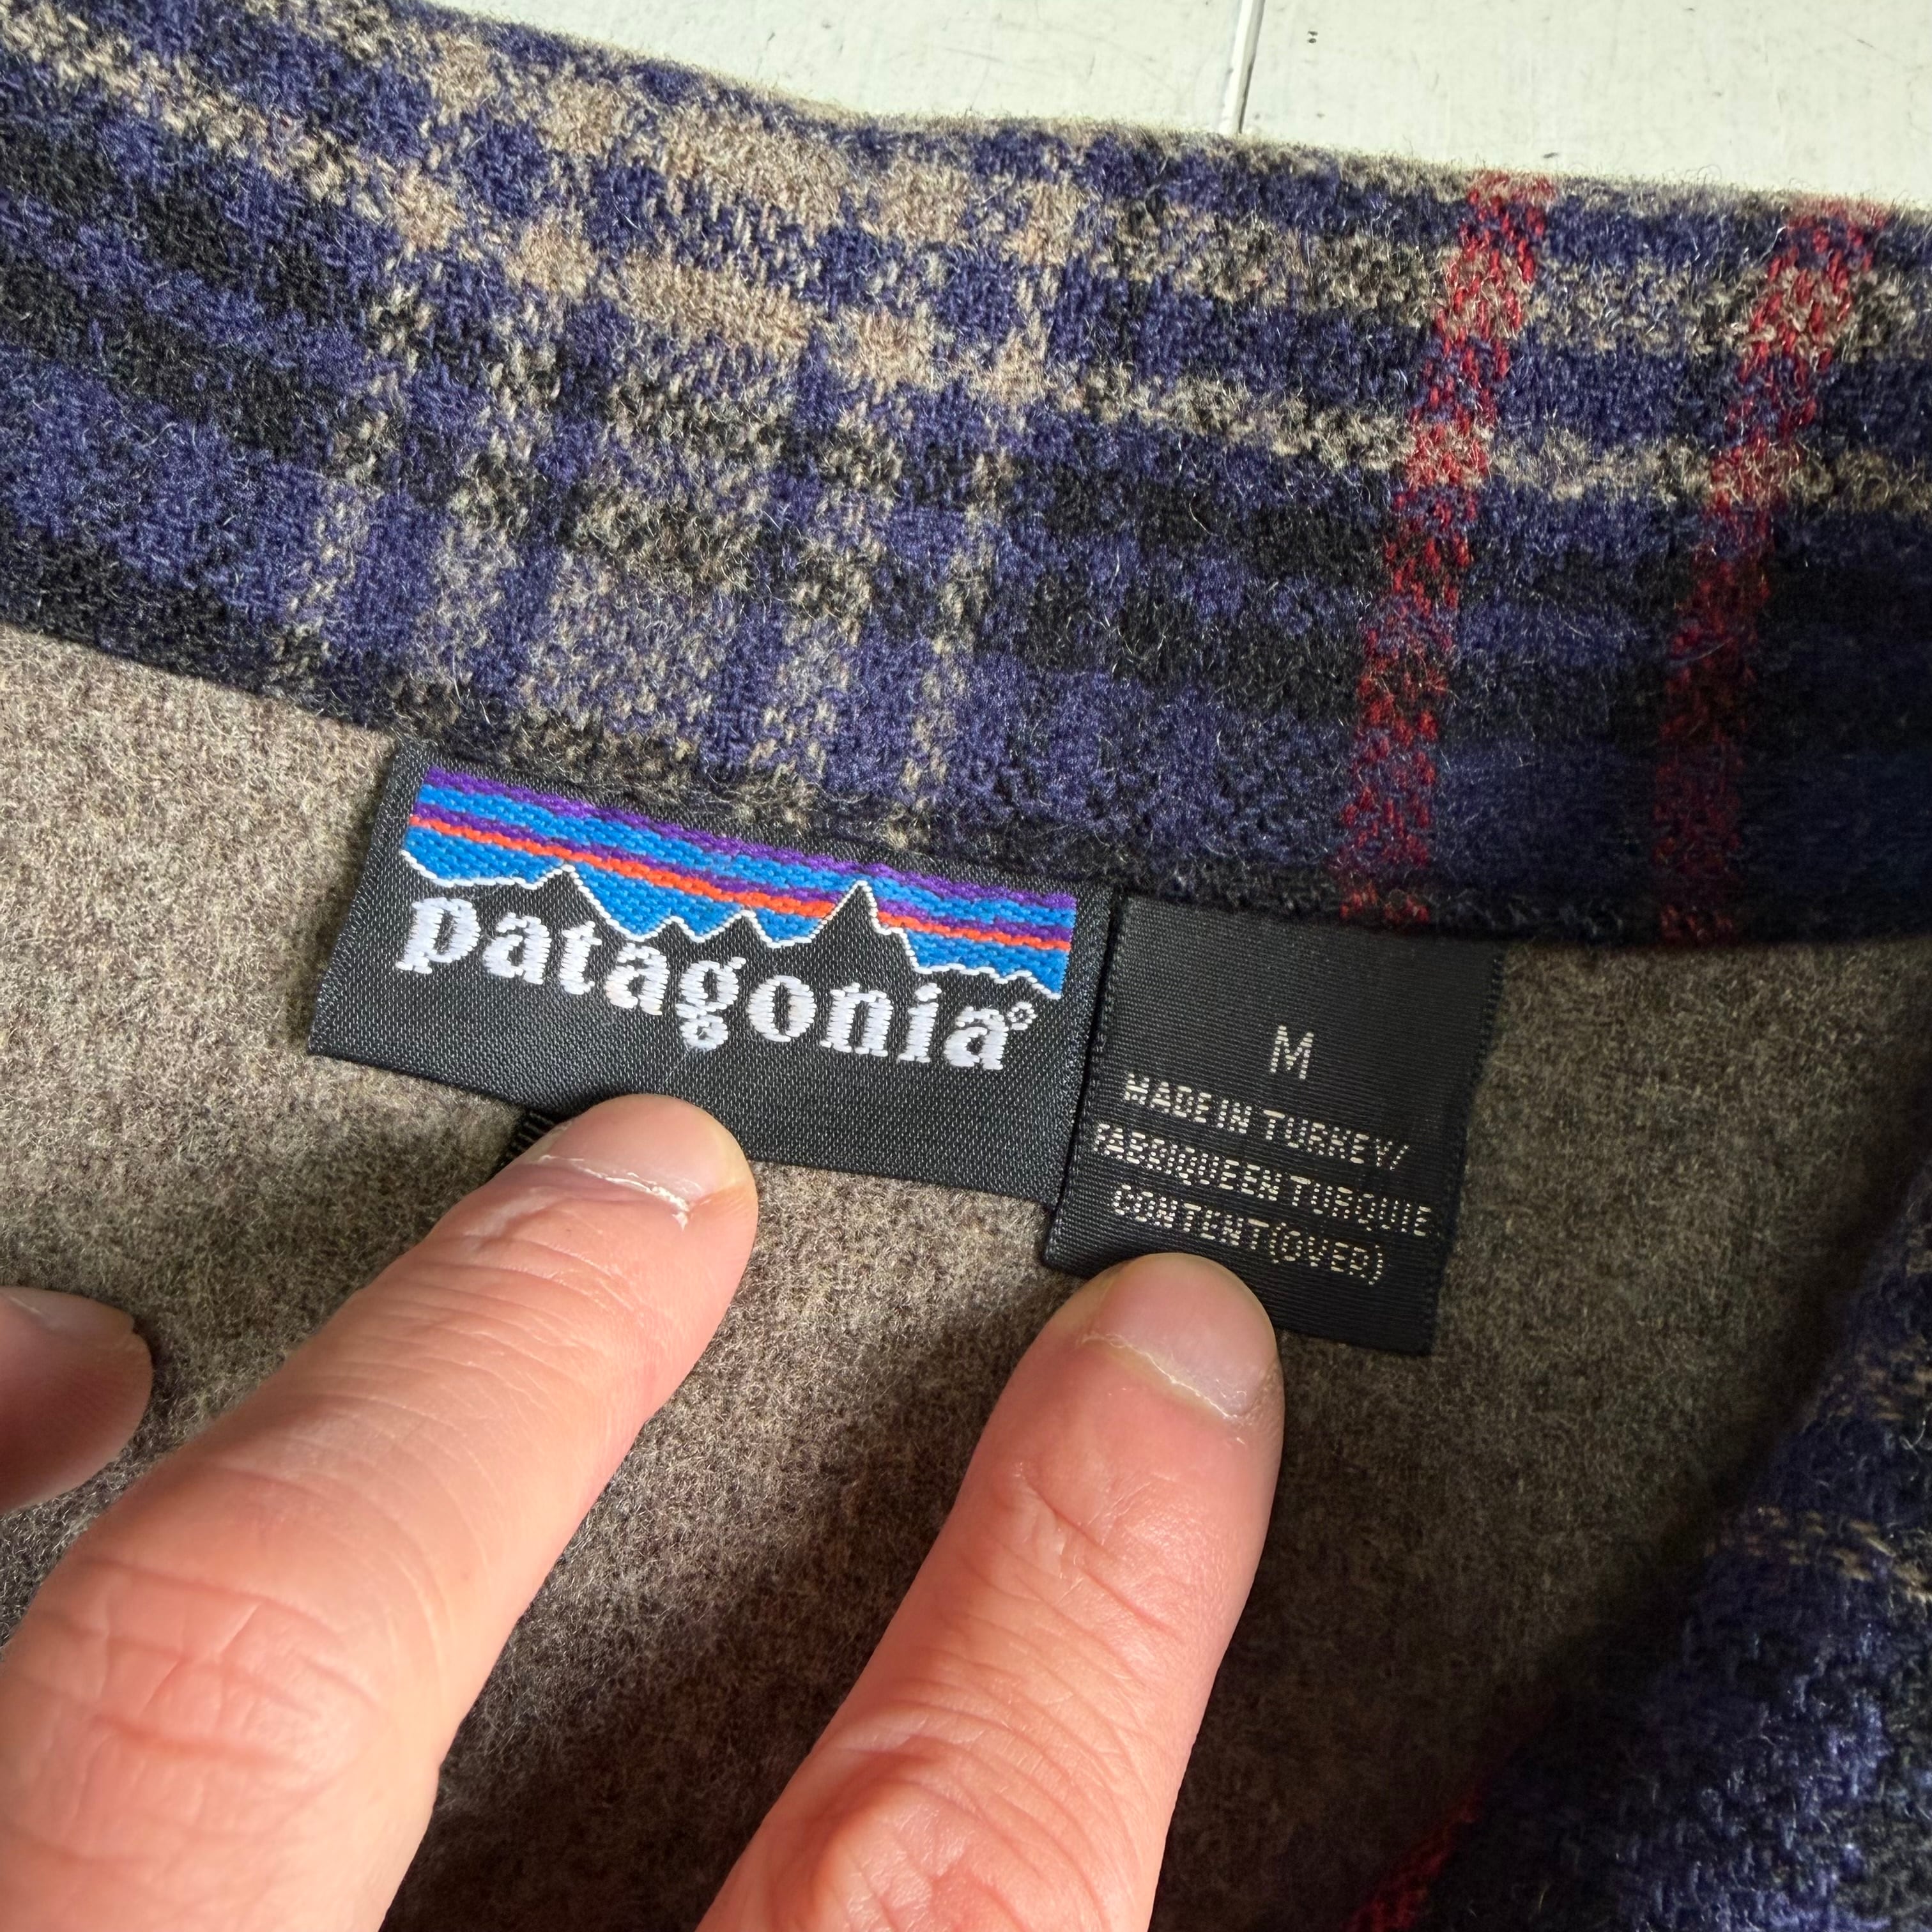 patagonia®
M
MADE IN TURKEY/
FABRIQUE EN TURQUIE
CONTENT (OVER)